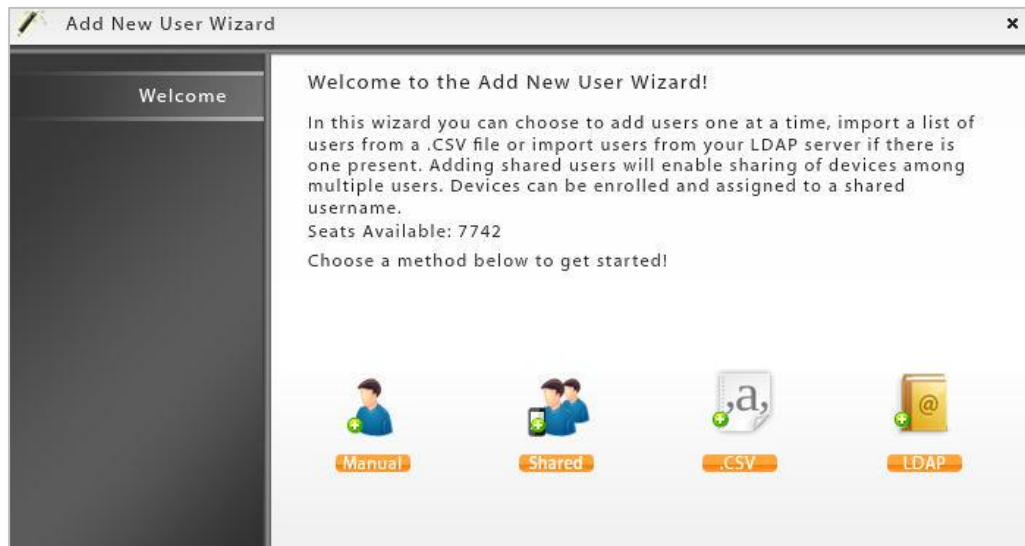 Add New User Wizard
Welcome
Welcome to the Add New User Wizard!
In this wizard you can choose to add users one at a time, import a list of
users from a .CSV file or import users from your LDAP server if there is
one present. Adding shared users will enable sharing of devices among
multiple users. Devices can be enrolled and assigned to a shared
username.
Seats Available: 7742
Choose a method below to get started!
,a,
@
Manual
Shared
.CSV
LDAP